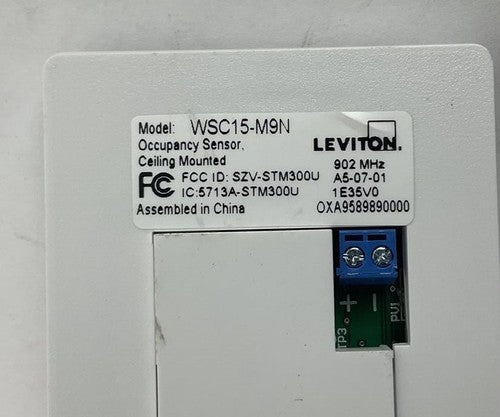 Model: WSC15-M9N
Occupancy Sensor,
Ceiling Mounted
LEVITON.
902 MHz
FC FCC ID: SZV-STM300U A5-07-01
IC:5713A-STM300U 1E35V0
Assembled in China OXA9589890000
+ -
TP3
PU1